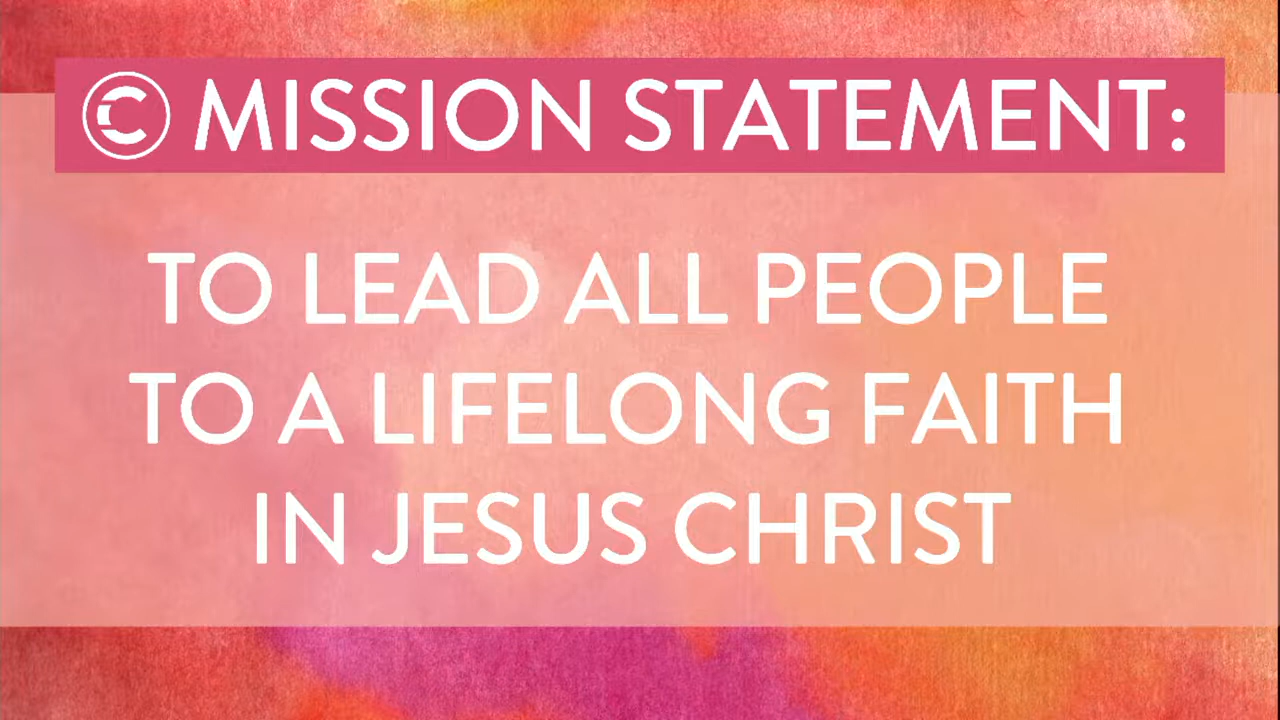 © MISSION STATEMENT:
TO LEAD ALL PEOPLE
TO A LIFELONG FAITH
IN JESUS CHRIST